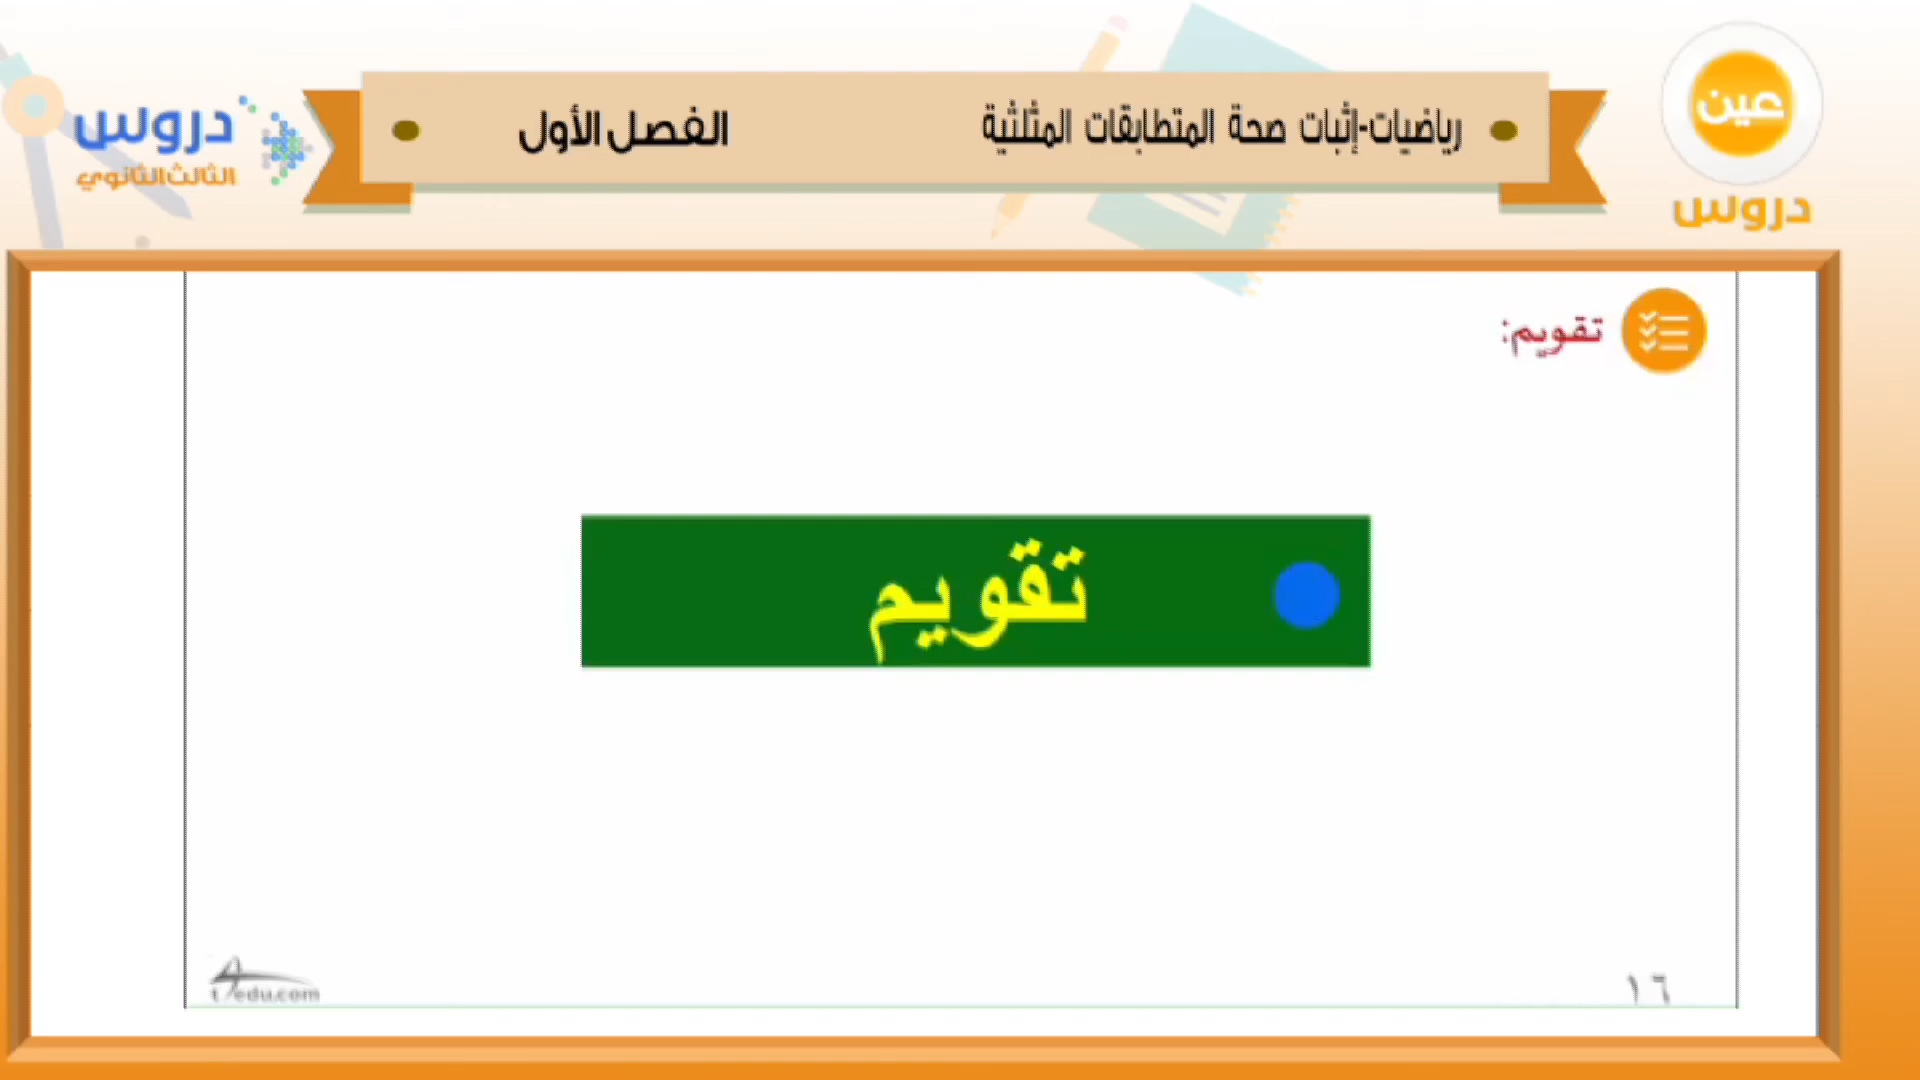 عين
دروس
رياضيات-إثبات صحة المتطابقات المثلثية
الفصل الأول
دروس
الثالث الثانوي
تقويم:
تقويم
١٦
t4edu.com